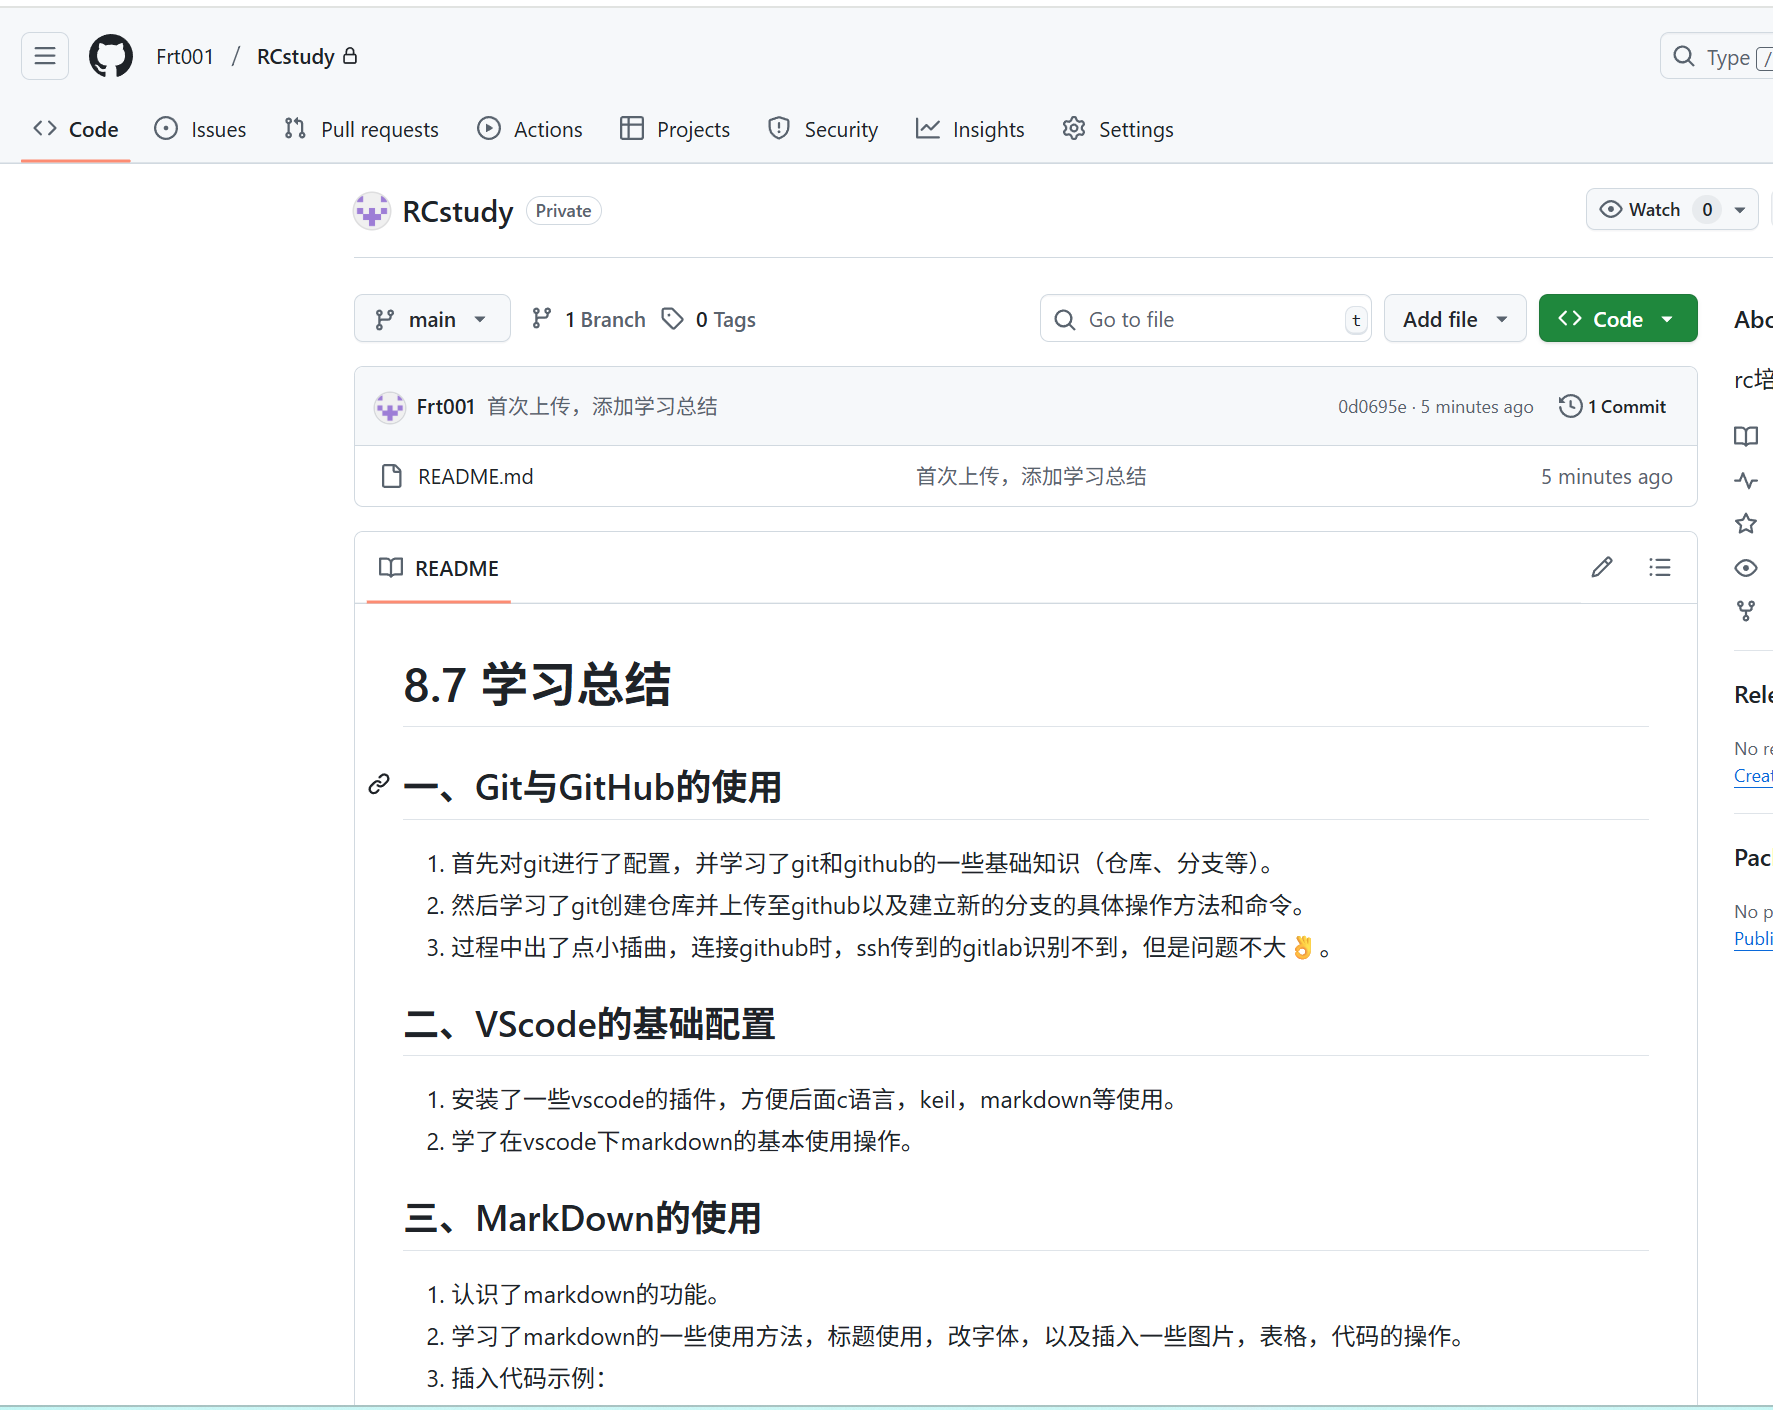 Frt001 / RCstudy
Type /
Code Issues Pull requests Actions Projects Security Insights Settings
RCstudy Private
Watch 0
main 1 Branch 0 Tags
Go to file t
Add file
Code
Frt001 首次上传，添加学习总结 0d0695e · 5 minutes ago 1 Commit
README.md 首次上传，添加学习总结 5 minutes ago
README
8.7 学习总结
一、Git与GitHub的使用
1. 首先对git进行了配置，并学习了git和github的一些基础知识（仓库、分支等）。
2. 然后学习了git创建仓库并上传至github以及建立新的分支的具体操作方法和命令。
3. 过程中出了点小插曲，连接github时，ssh传到的gitlab识别不到，但是问题不大👌。
二、VScode的基础配置
1. 安装了一些vscode的插件，方便后面c语言，keil，markdown等使用。
2. 学了在vscode下markdown的基本使用操作。
三、MarkDown的使用
1. 认识了markdown的功能。
2. 学习了markdown的一些使用方法，标题使用，改字体，以及插入一些图片，表格，代码的操作。
3. 插入代码示例：
rc培
No
No